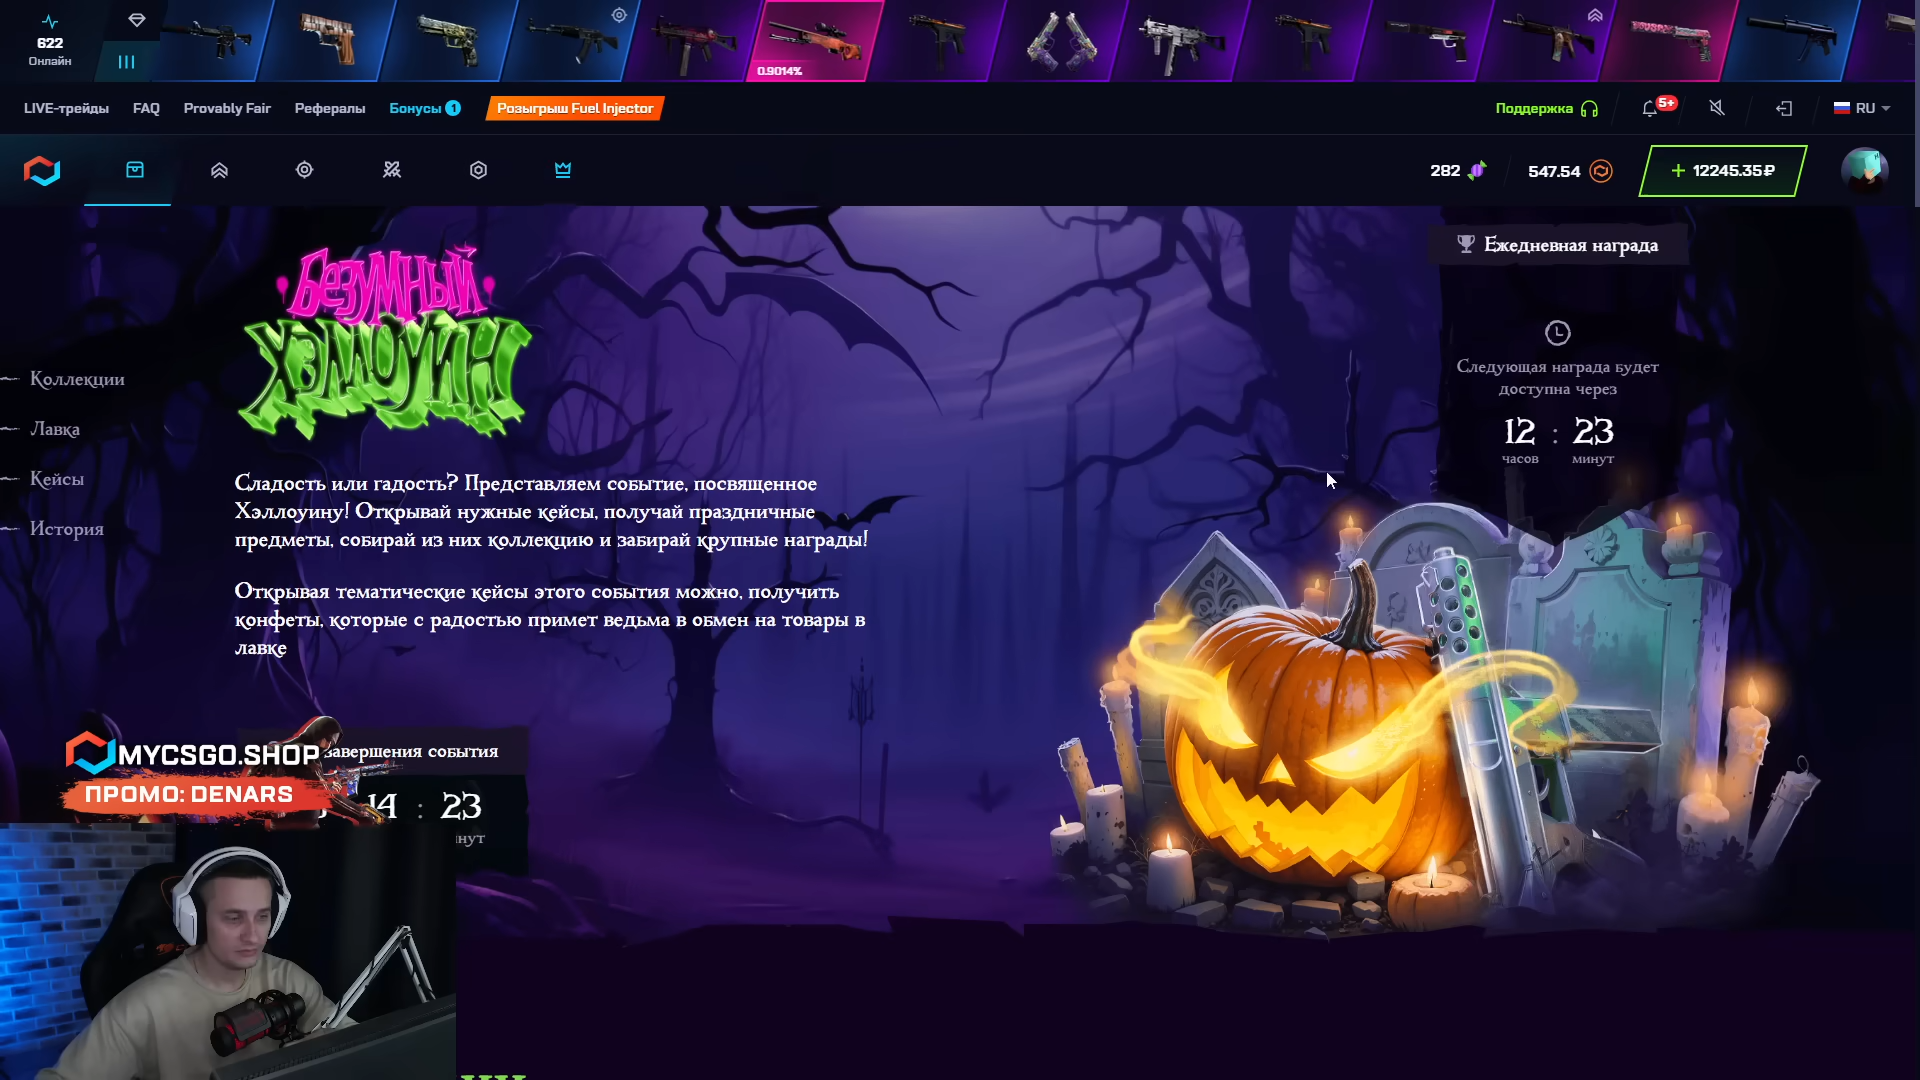 622
Онлайн
0.9014%
LIVE-трейды FAQ Provably Fair Рефералы Бонусы 1 Розыгрыш Fuel Injector
Поддержка 5+ RU
282 547.54 + 12245.35₽
Безумный
Хэллоуин
Ежедневная награда
Следующая награда будет
доступна через
12 : 23
часов минут
Коллекции
Лавка
Кейсы
История
Сладость или гадость? Представляем событие, посвященное
Хэллоуину! Открывай нужные кейсы, получай праздничные
предметы, собирай из них коллекцию и забирай крупные награды!
Открывая тематические кейсы этого события можно, получить
конфеты, которые с радостью примет ведьма в обмен на товары в
лавке
завершения события
14 : 23
MYCSGO.SHOP
ПРОМО: DENARS